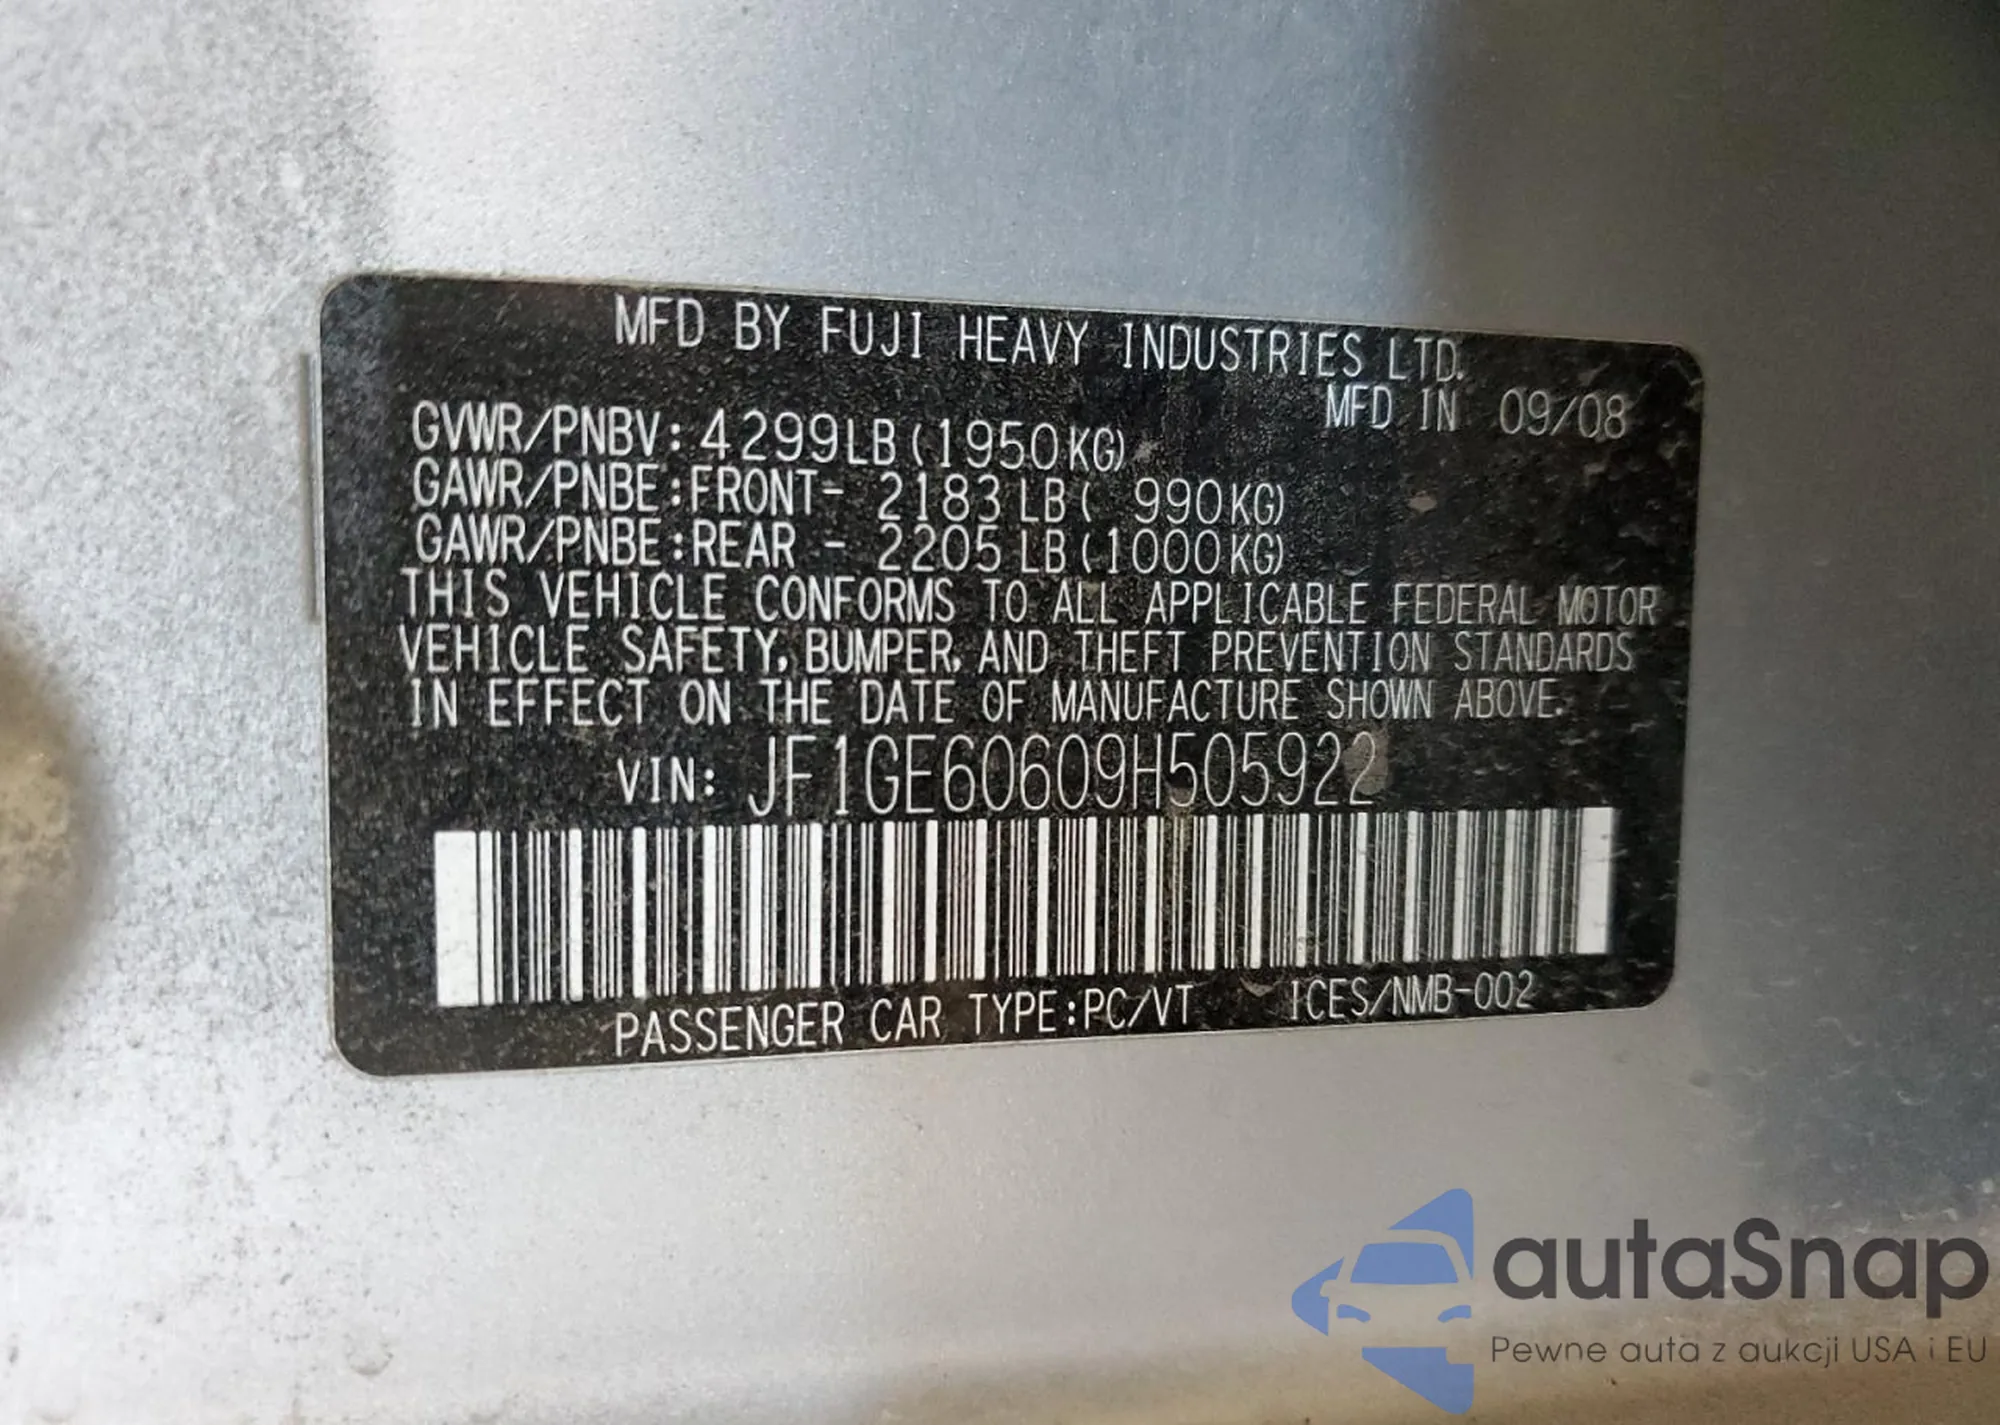 MFD BY FUJI HEAVY INDUSTRIES LTD.
MFD IN 09/08
GVWR/PNBV: 4299LB(1950KG)
GAWR/PNBE:FRONT- 2183LB( 990KG)
GAWR/PNBE:REAR - 2205LB(1000KG)
THIS VEHICLE CONFORMS TO ALL APPLICABLE FEDERAL MOTOR
VEHICLE SAFETY, BUMPER, AND THEFT PREVENTION STANDARDS
IN EFFECT ON THE DATE OF MANUFACTURE SHOWN ABOVE.
VIN: JF1GE60609H505922
PASSENGER CAR TYPE:PC/VT ICES/NMB-002
autaSnap
Pewne auta z aukcji USA i EU